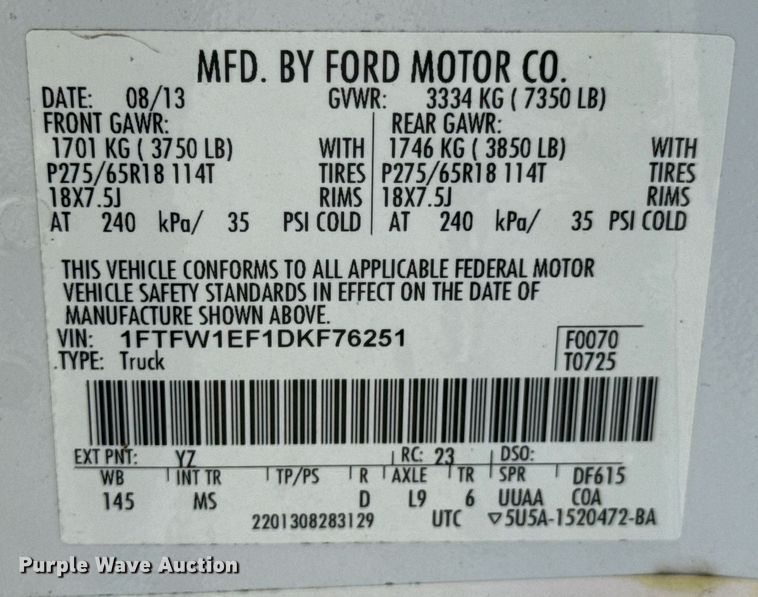 MFD. BY FORD MOTOR CO.
DATE: 08/13 GVWR: 3334 KG ( 7350 LB)
FRONT GAWR: REAR GAWR:
1701 KG ( 3750 LB) WITH 1746 KG ( 3850 LB) WITH
P275/65R18 114T TIRES P275/65R18 114T TIRES
18X7.5J RIMS 18X7.5J RIMS
AT 240 kPa/ 35 PSI COLD AT 240 kPa/ 35 PSI COLD
THIS VEHICLE CONFORMS TO ALL APPLICABLE FEDERAL MOTOR
VEHICLE SAFETY STANDARDS IN EFFECT ON THE DATE OF
MANUFACTURE SHOWN ABOVE.
VIN: 1FTFW1EF1DKF76251 F0070
TYPE: Truck T0725
EXT PNT: YZ RC: 23 DSO:
WB INT TR TP/PS R AXLE TR SPR DF615
145 MS D L9 6 UUAA COA
2201308283129 UTC ▽5U5A-1520472-BA
Purple Wave Auction